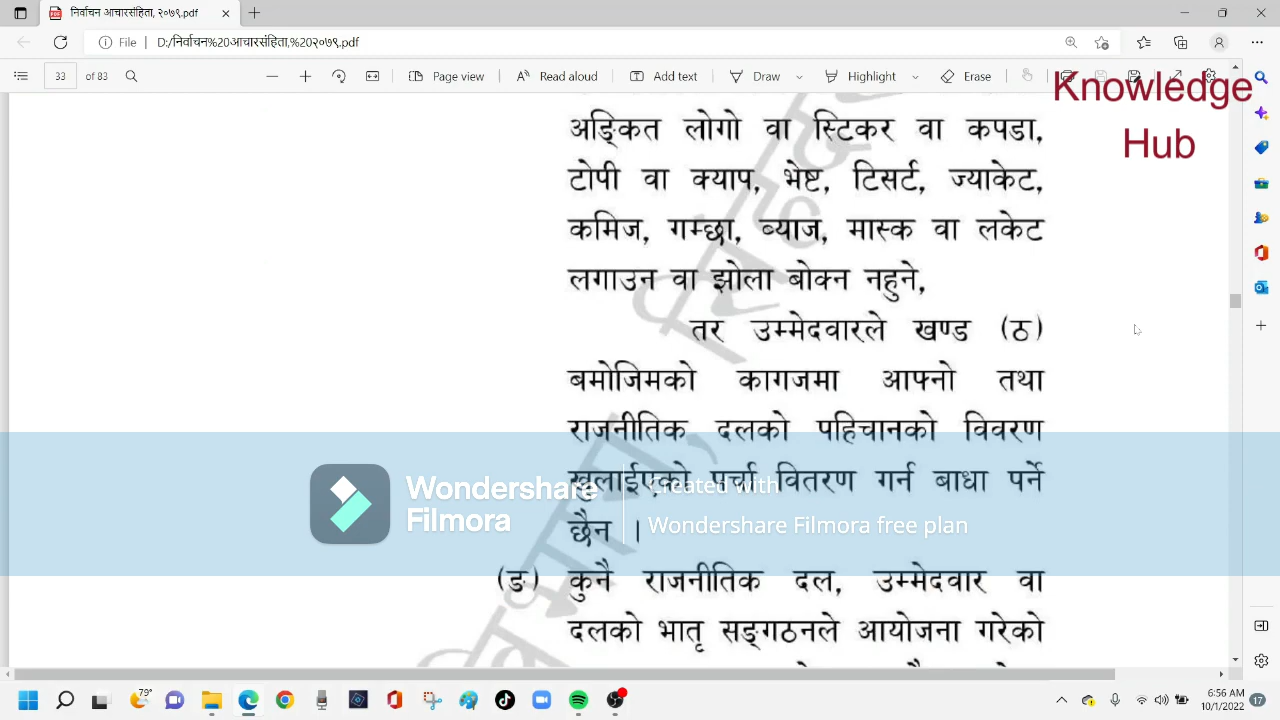 निर्वाचन आचारसंहिता, २०७९.pdf
File D:/निर्वाचन%20आचारसंहिता,%20२०७९.pdf
33 of 83 Page view Read aloud Add text Draw Highlight Erase
Knowledge
Hub
अङ्कित लोगो वा स्टिकर वा कपडा,
टोपी वा क्याप, भेष्ट, टिसर्ट, ज्याकेट,
कमिज, गम्छा, ब्याज, मास्क वा लकेट
लगाउन वा झोला बोक्न नहुने,
तर उम्मेदवारले खण्ड (ठ)
बमोजिमको कागजमा आफ्नो तथा
राजनीतिक दलको पहिचानको विवरण
खुलाईएको पर्चा वितरण गर्न बाधा पर्ने
छैन ।
Wondershare
Filmora
Created with
Wondershare Filmora free plan
(ङ) कुनै राजनीतिक दल, उम्मेदवार वा
दलको भातृ सङ्गठनले आयोजना गरेको
79°
6:56 AM
10/1/2022
17